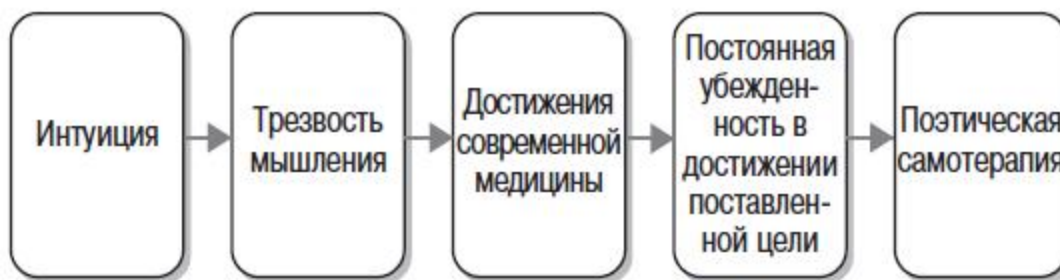 Интуиция
Трезвость
мышления
Достижения
современной
медицины
Постоянная
убежден-
ность в
достижении
поставлен-
ной цели
Поэтическая
самотерапия